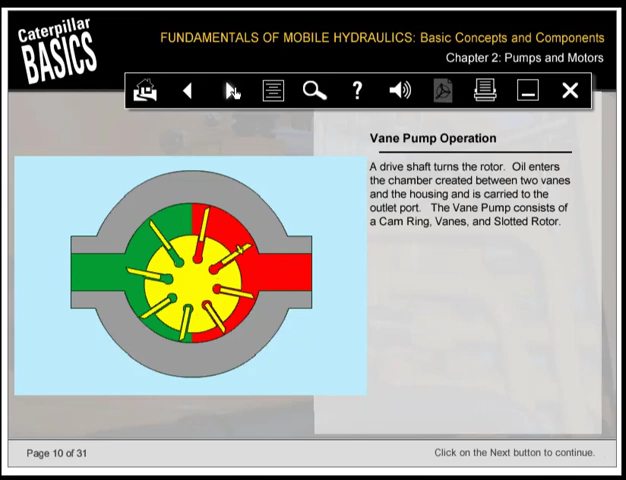 Caterpillar
BASICS
FUNDAMENTALS OF MOBILE HYDRAULICS: Basic Concepts and Components
Chapter 2: Pumps and Motors
?
Vane Pump Operation
A drive shaft turns the rotor. Oil enters
the chamber created between two vanes
and the housing and is carried to the
outlet port. The Vane Pump consists of
a Cam Ring, Vanes, and Slotted Rotor.
Page 10 of 31
Click on the Next button to continue.